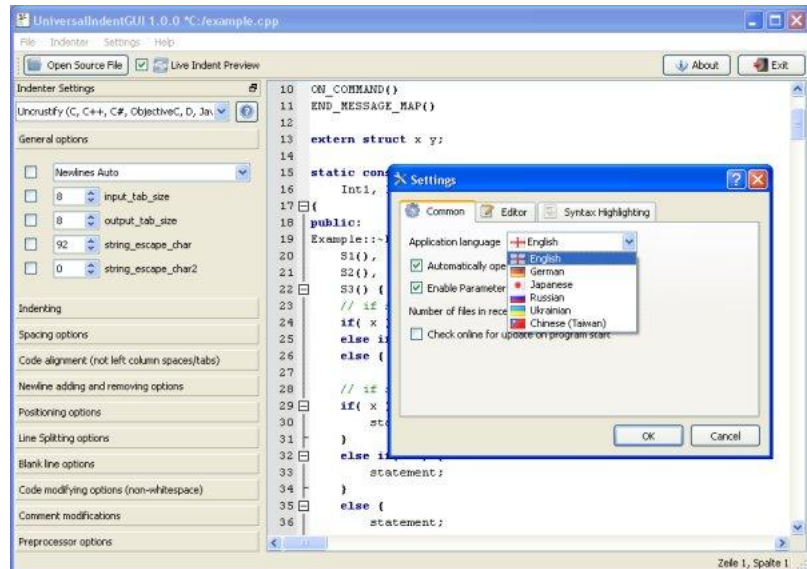 UniversalIndentGUI 1.0.0 *C:/example.cpp
File Indenter Settings Help
Open Source File Live Indent Preview About Exit
Indenter Settings
Uncrustify (C, C++, C#, ObjectiveC, D, Jav
General options
Newlines Auto
8 input_tab_size
8 output_tab_size
92 string_escape_char
0 string_escape_char2
Indenting
Spacing options
Code alignment (not left column spaces/tabs)
Newline adding and removing options
Positioning options
Line Splitting options
Blank line options
Code modifying options (non-whitespace)
Comment modifications
Preprocessor options
10 ON_COMMAND()
11 END_MESSAGE_MAP()
12
13 extern struct x y;
14
15 static cons
16 Int1,
17 {
18 public:
19 Example::~
20 S1(),
21 S2(),
22 S3() {
23 // if
24 if( x
25 else i
26 else {
27
28 // if
29 if( x
30 st
31 }
32 else i
33 statement;
34 }
35 else {
36 statement;
Settings
Common Editor Syntax Highlighting
Application language English
English
German
Japanese
Russian
Ukrainian
Chinese (Taiwan)
Automatically ope
Enable Parameter
Number of files in rece
Check online for update on program start
OK Cancel
Zeile 1, Spalte 1